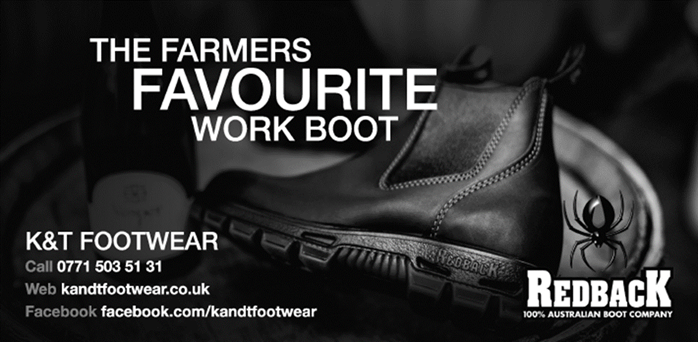 THE FARMERS
FAVOURITE
WORK BOOT
K&T FOOTWEAR
Call 0771 503 51 31
Web kandtfootwear.co.uk
Facebook facebook.com/kandtfootwear
REDBACK
REDBACK
100% AUSTRALIAN BOOT COMPANY